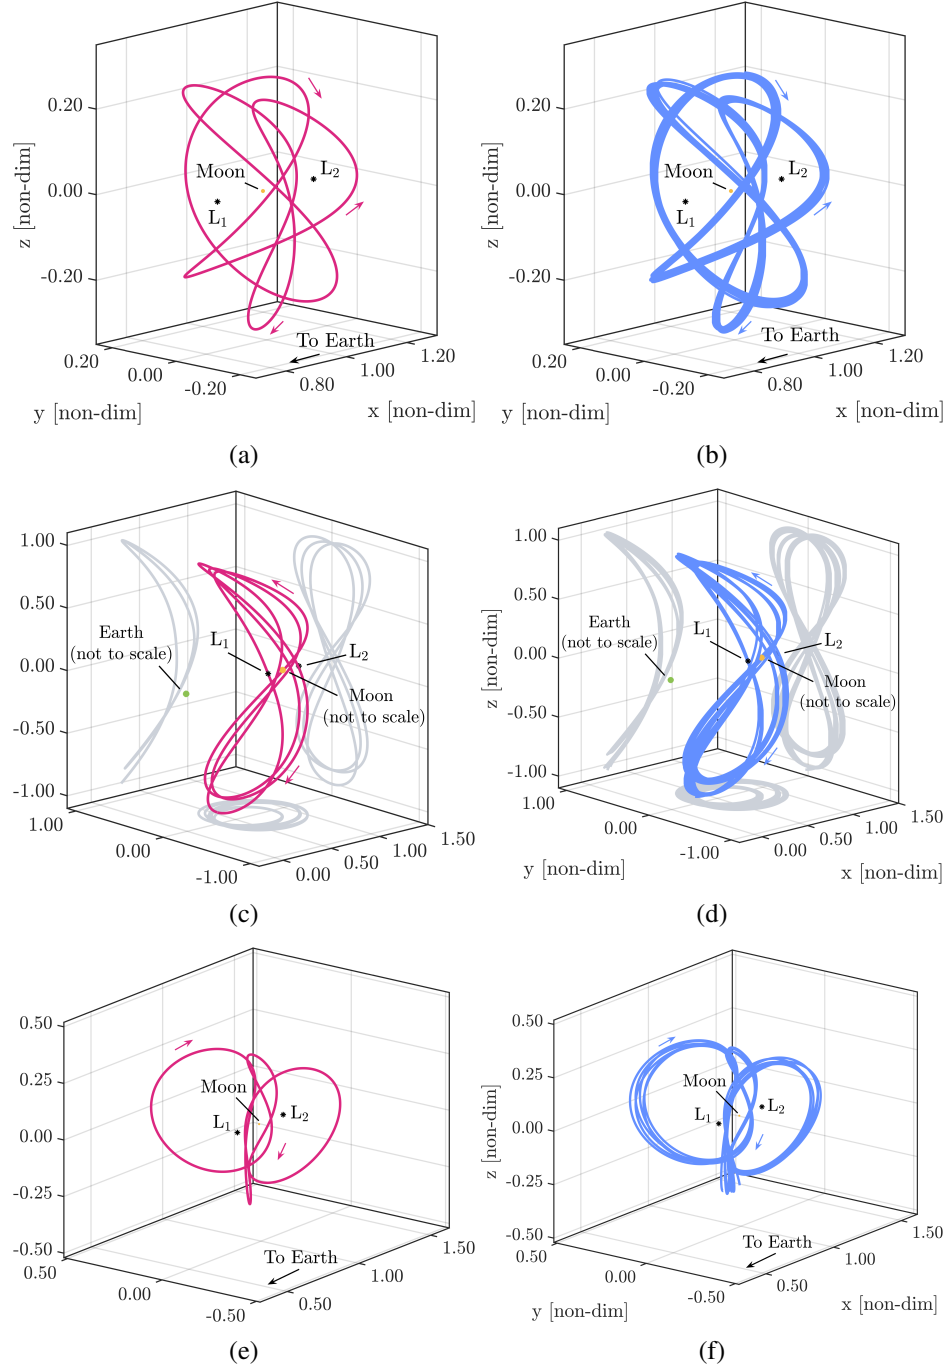 0.20
0.00
-0.20
z [non-dim]
Moon
L1
L2
To Earth
0.20
0.00
-0.20
0.80
1.00
1.20
y [non-dim]
x [non-dim]
(a)
0.20
0.00
-0.20
z [non-dim]
Moon
L1
L2
To Earth
0.20
0.00
-0.20
0.80
1.00
1.20
y [non-dim]
x [non-dim]
(b)
1.00
0.50
0.00
-0.50
-1.00
Earth
(not to scale)
L1
L2
Moon
(not to scale)
1.00
0.00
-1.00
0.00
0.50
1.00
1.50
(c)
1.00
0.50
0.00
-0.50
-1.00
z [non-dim]
Earth
(not to scale)
L1
L2
Moon
(not to scale)
1.00
0.00
-1.00
0.00
0.50
1.00
1.50
y [non-dim]
x [non-dim]
(d)
0.50
0.25
0.00
-0.25
-0.50
Moon
L1
L2
To Earth
0.50
0.00
-0.50
0.50
1.00
1.50
(e)
0.50
0.25
0.00
-0.25
-0.50
z [non-dim]
Moon
L1
L2
To Earth
0.50
0.00
-0.50
0.50
1.00
1.50
y [non-dim]
x [non-dim]
(f)